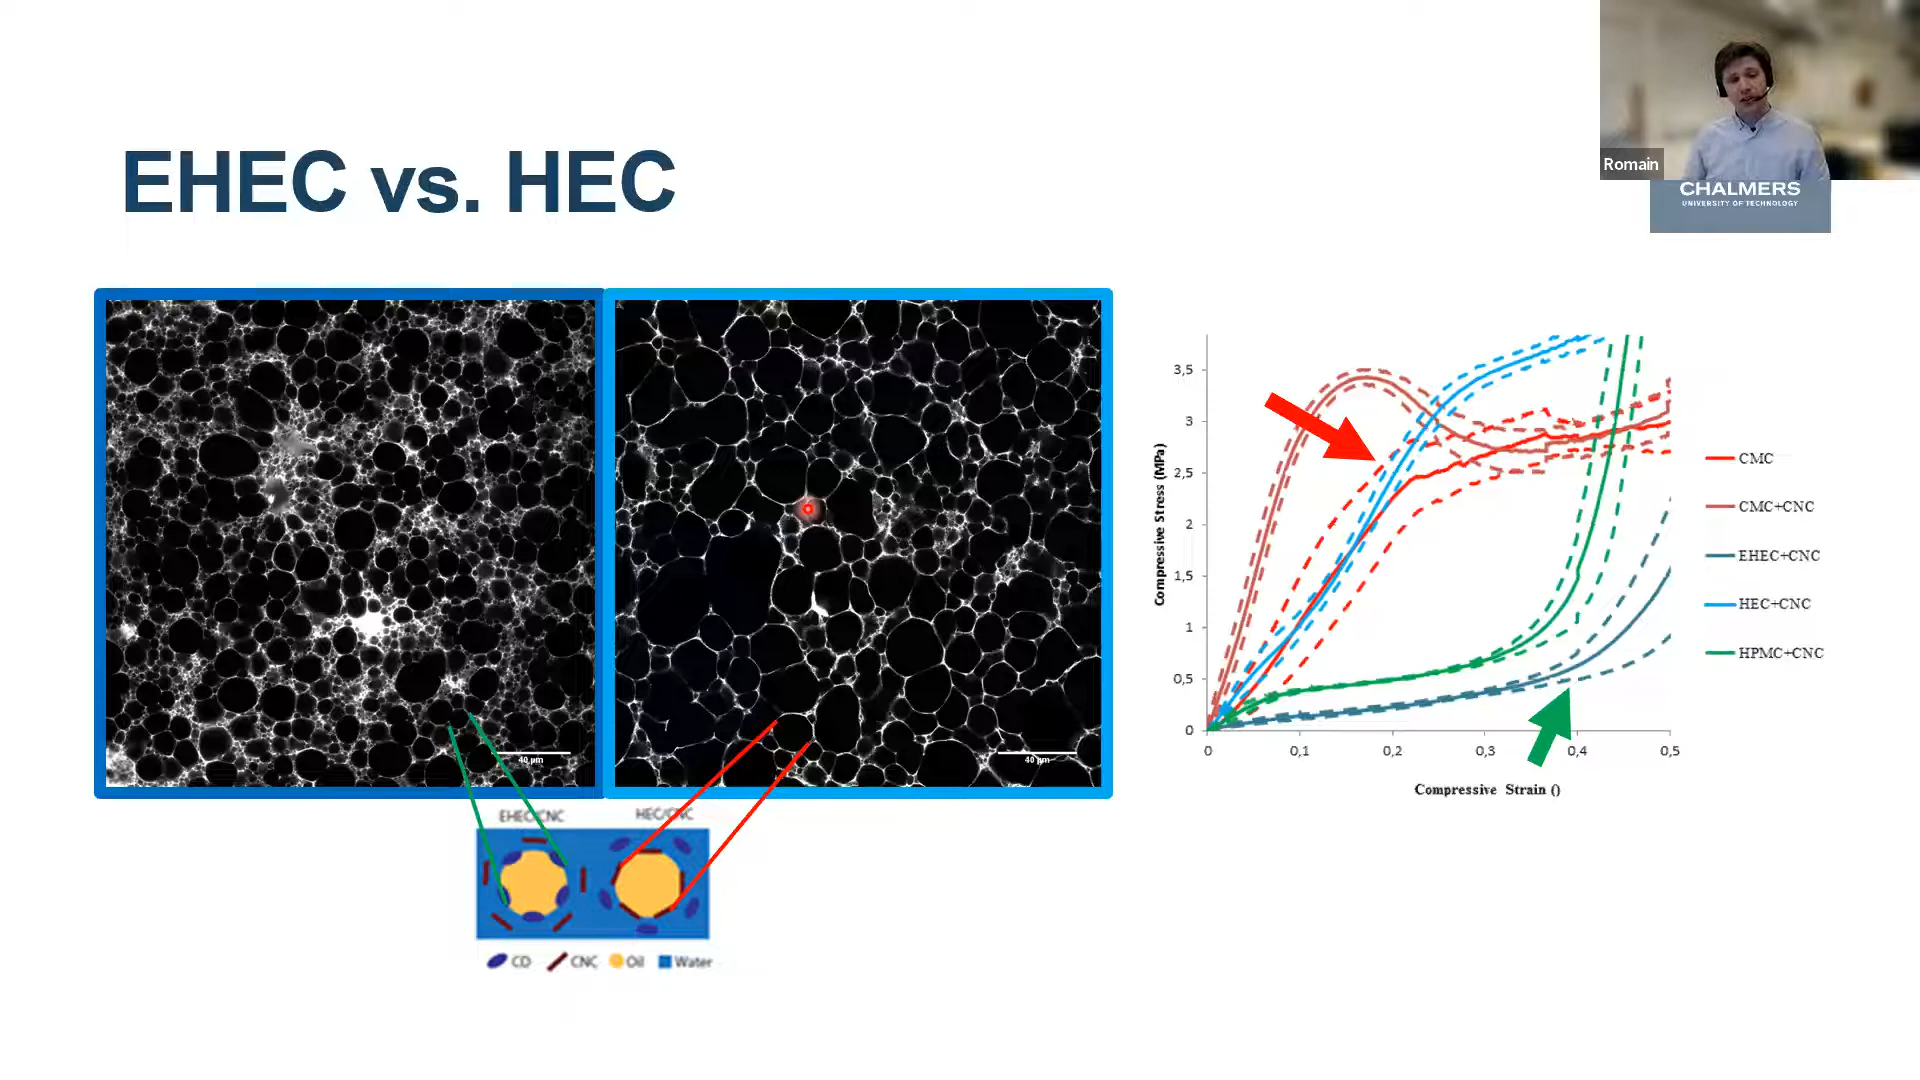 Romain
CHALMERS
UNIVERSITY OF TECHNOLOGY
EHEC vs. HEC
40 µm
40 µm
EHEC/CNC
HEC/CNC
CD
CNC
Oil
Water
Compressive Stress (MPa)
3,5
3
2,5
2
1,5
1
0,5
0
0
0,1
0,2
0,3
0,4
0,5
Compressive Strain ()
CMC
CMC+CNC
EHEC+CNC
HEC+CNC
HPMC+CNC